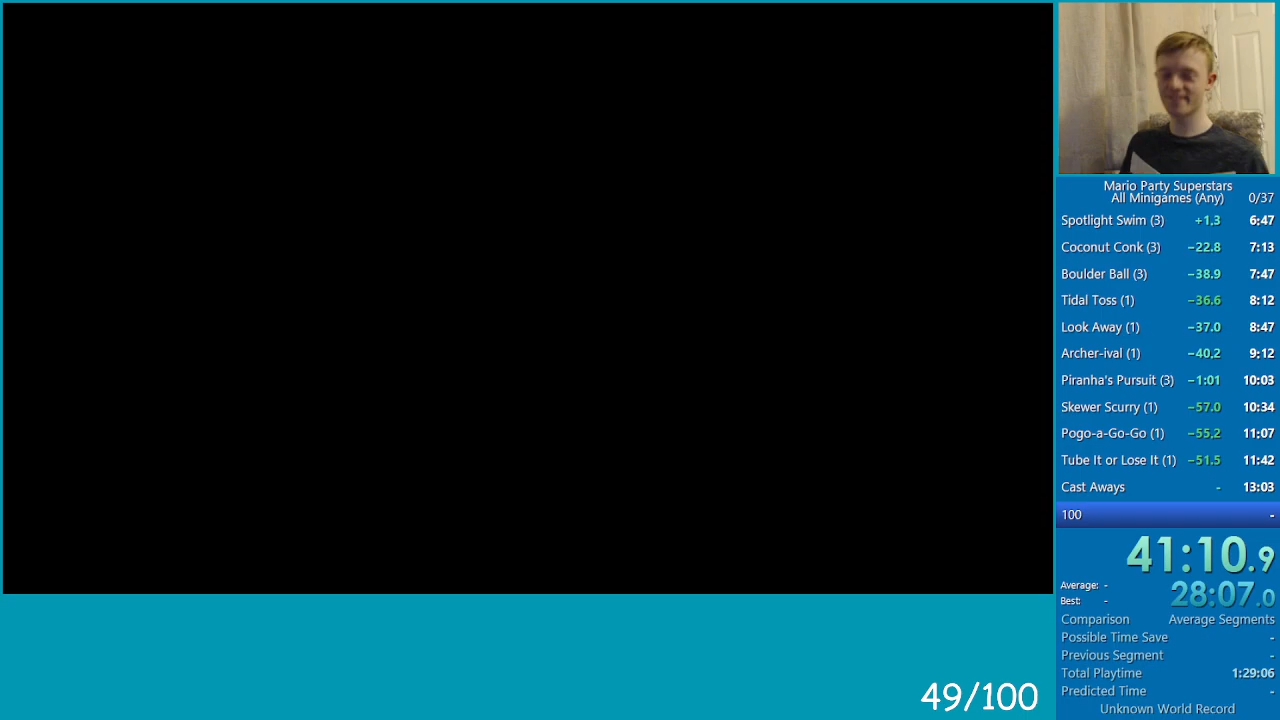 Mario Party Superstars
All Minigames (Any) 0/37
Spotlight Swim (3) +1.3 6:47
Coconut Conk (3) −22.8 7:13
Boulder Ball (3) −38.9 7:47
Tidal Toss (1) −36.6 8:12
Look Away (1) −37.0 8:47
Archer-ival (1) −40.2 9:12
Piranha's Pursuit (3) −1:01 10:03
Skewer Scurry (1) −57.0 10:34
Pogo-a-Go-Go (1) −55.2 11:07
Tube It or Lose It (1) −51.5 11:42
Cast Aways - 13:03
100 -
41:10.9
Average: -
Best: - 28:07.0
Comparison Average Segments
Possible Time Save -
Previous Segment -
Total Playtime 1:29:06
Predicted Time -
Unknown World Record
49/100